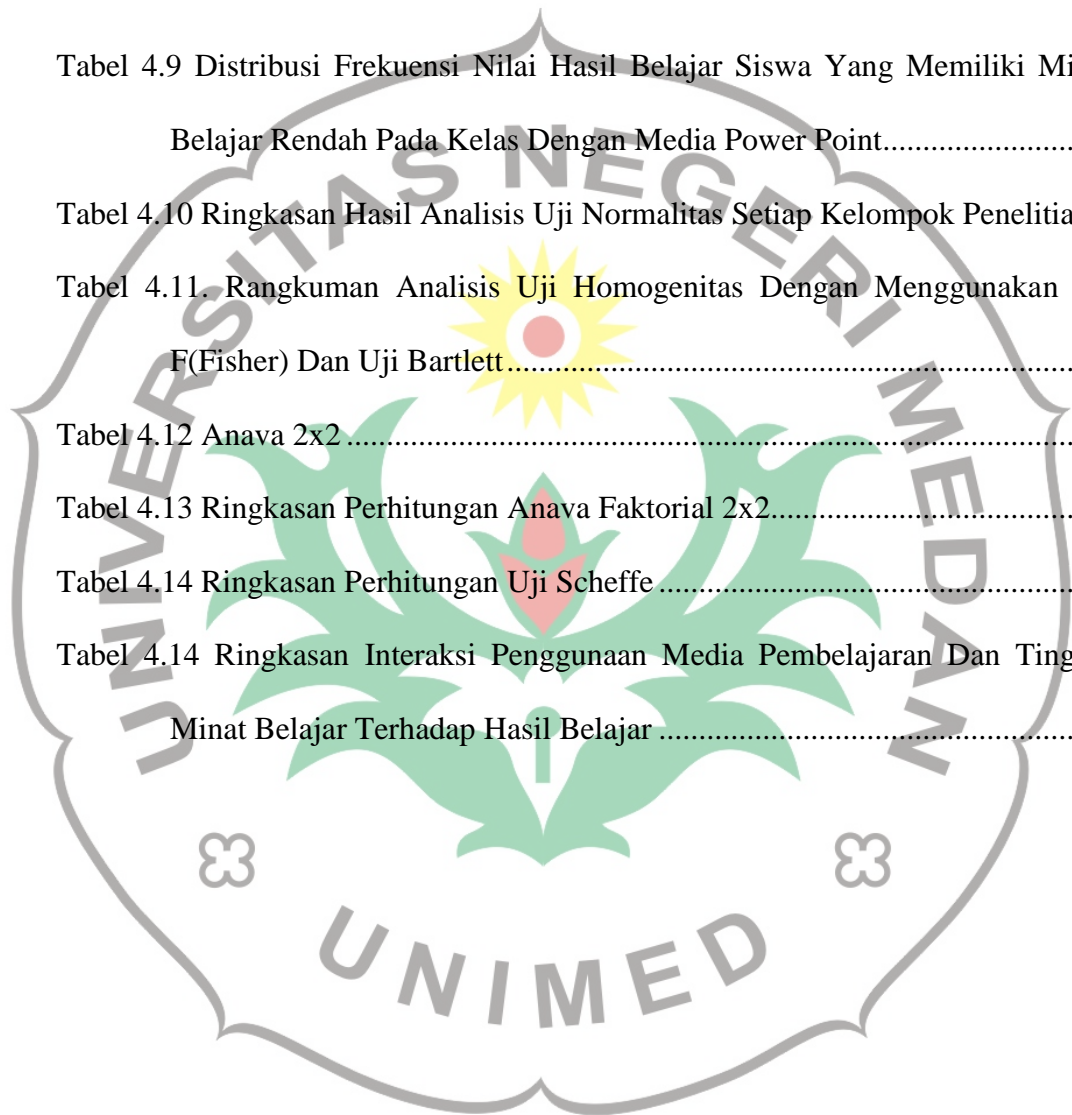 Tabel 4.9 Distribusi Frekuensi Nilai Hasil Belajar Siswa Yang Memiliki Mi
Belajar Rendah Pada Kelas Dengan Media Power Point
Tabel 4.10 Ringkasan Hasil Analisis Uji Normalitas Setiap Kelompok Penelitia
Tabel 4.11. Rangkuman Analisis Uji Homogenitas Dengan Menggunakan
F(Fisher) Dan Uji Bartlett
Tabel 4.12 Anava 2x2
Tabel 4.13 Ringkasan Perhitungan Anava Faktorial 2x2
Tabel 4.14 Ringkasan Perhitungan Uji Scheffe
Tabel 4.14 Ringkasan Interaksi Penggunaan Media Pembelajaran Dan Ting
Minat Belajar Terhadap Hasil Belajar
UNIVERSITAS NEGERI MEDAN
UNIMED